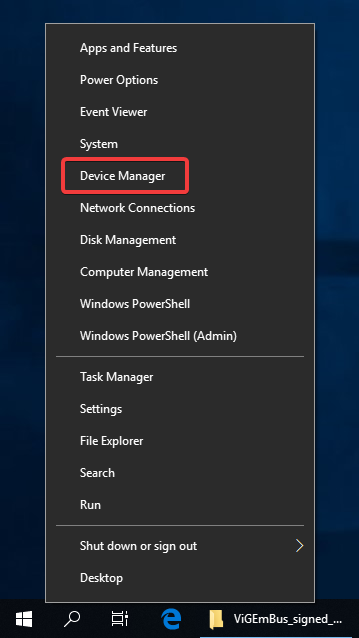 Apps and Features
Power Options
Event Viewer
System
Device Manager
Network Connections
Disk Management
Computer Management
Windows PowerShell
Windows PowerShell (Admin)
Task Manager
Settings
File Explorer
Search
Run
Shut down or sign out
Desktop
ViGEmBus_signed_...